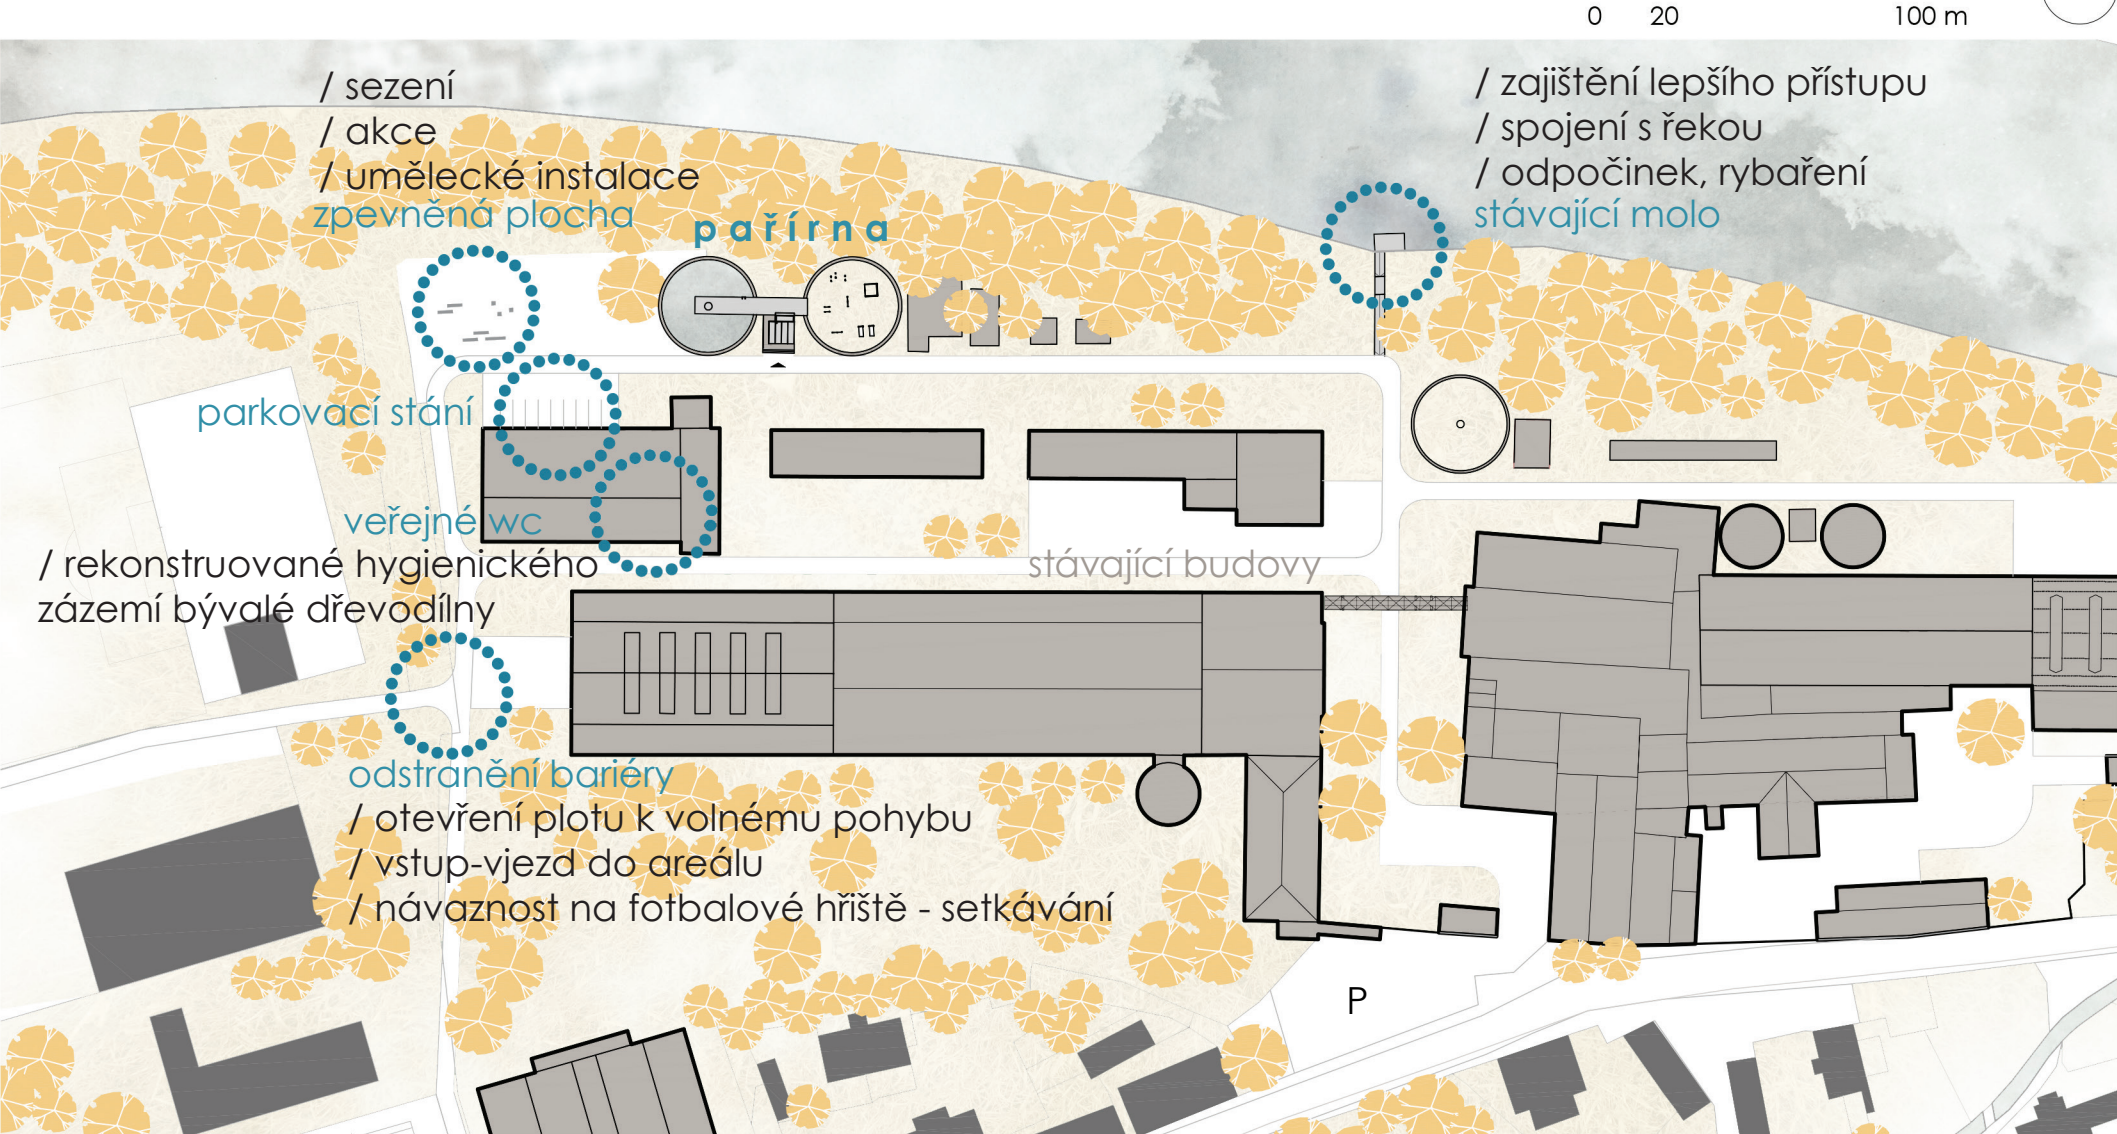 0 20 100 m
/ sezení
/ akce
/ umělecké instalace
zpevněná plocha
pařírna
/ zajištění lepšího přístupu
/ spojení s řekou
/ odpočinek, rybaření
stávající molo
parkovací stání
veřejné wc
/ rekonstruované hygienického
zázemí bývalé dřevodílny
stávající budovy
odstranění bariéry
/ otevření plotu k volnému pohybu
/ vstup-vjezd do areálu
/ návaznost na fotbalové hřiště - setkávání
P